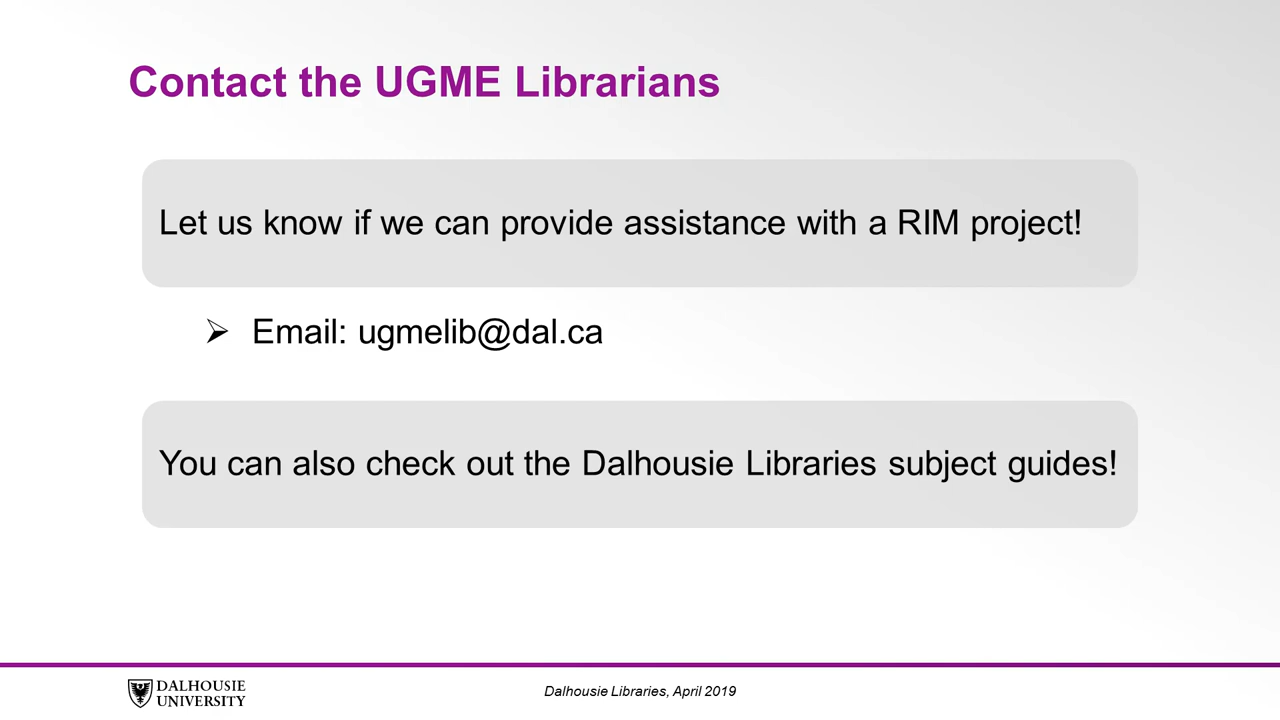 Contact the UGME Librarians
Let us know if we can provide assistance with a RIM project!
➢ Email: ugmelib@dal.ca
You can also check out the Dalhousie Libraries subject guides!
DALHOUSIE
UNIVERSITY
Dalhousie Libraries, April 2019